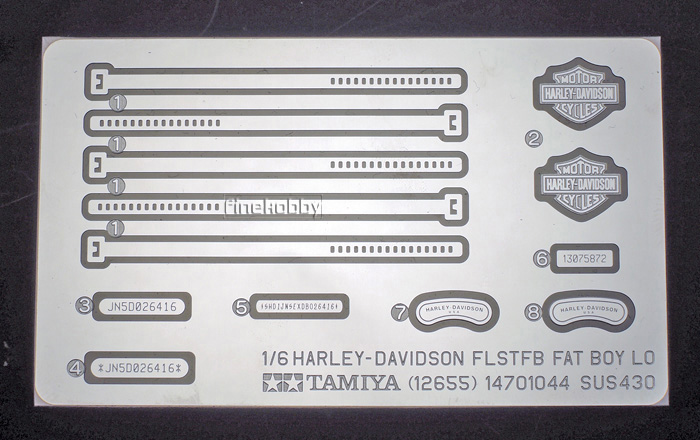 1
1
1
1
MOTOR
HARLEY-DAVIDSON
CYCLES
2
MOTOR
HARLEY-DAVIDSON
CYCLES
finehobby
6 13075872
3 JN5D026416
5
7 HARLEY-DAVIDSON
USA
8 HARLEY-DAVIDSON
USA
4 *JN5D026416*
1/6 HARLEY-DAVIDSON FLSTFB FAT BOY LO
TAMIYA (12655) 14701044 SUS430